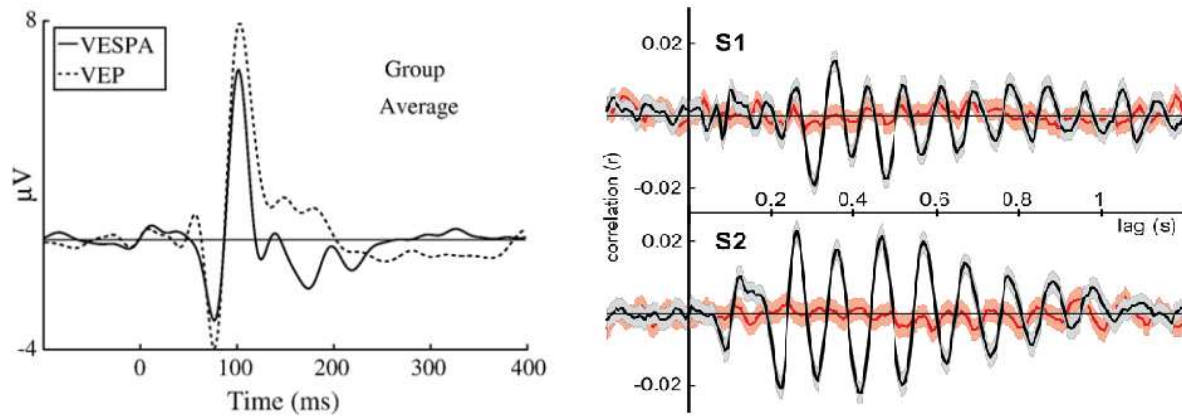 8
VESPA
VEP
Group
Average
μV
-4
0
100
200
300
400
Time (ms)
S1
0.02
-0.02
0.2
0.4
0.6
0.8
1
lag (s)
correlation (r)
S2
0.02
-0.02